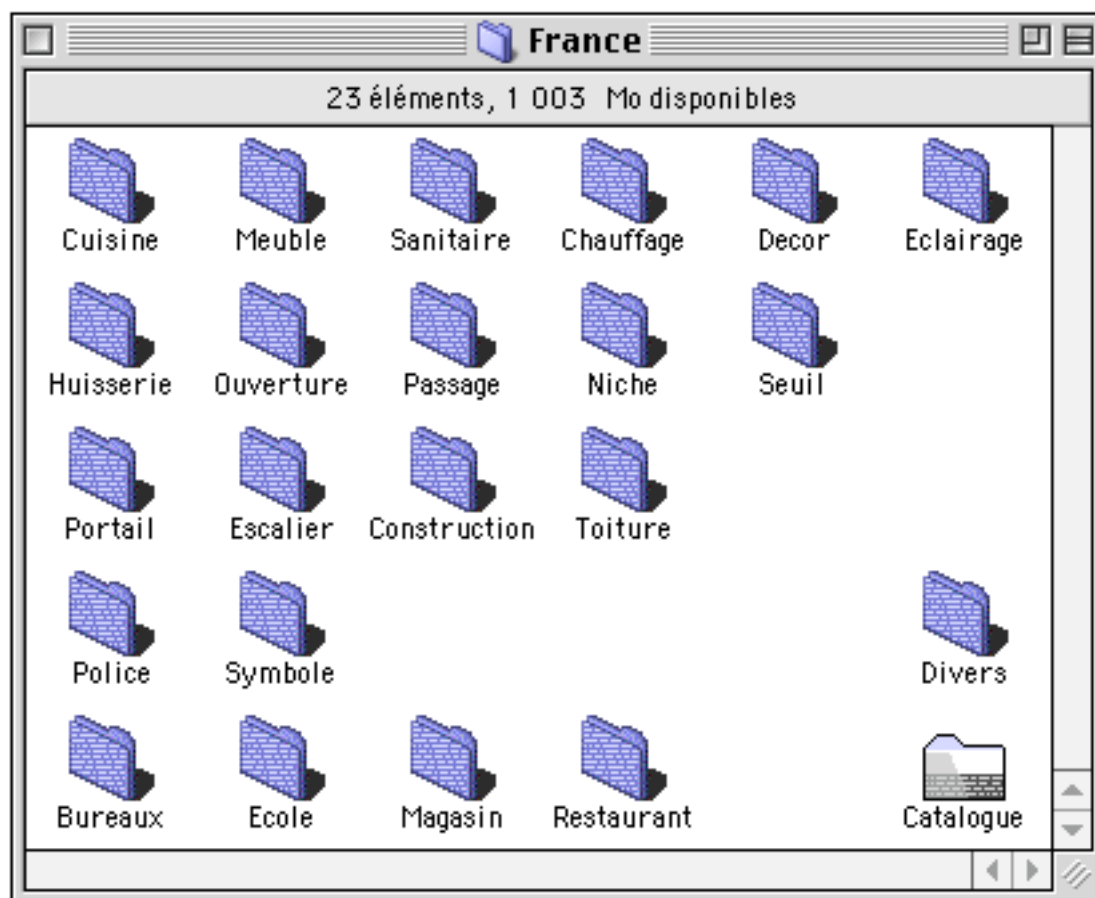 France
23 éléments, 1 003 Mo disponibles
Cuisine Meuble Sanitaire Chauffage Decor Eclairage
Huisserie Ouverture Passage Niche Seuil
Portail Escalier Construction Toiture
Police Symbole Divers
Bureaux Ecole Magasin Restaurant Catalogue